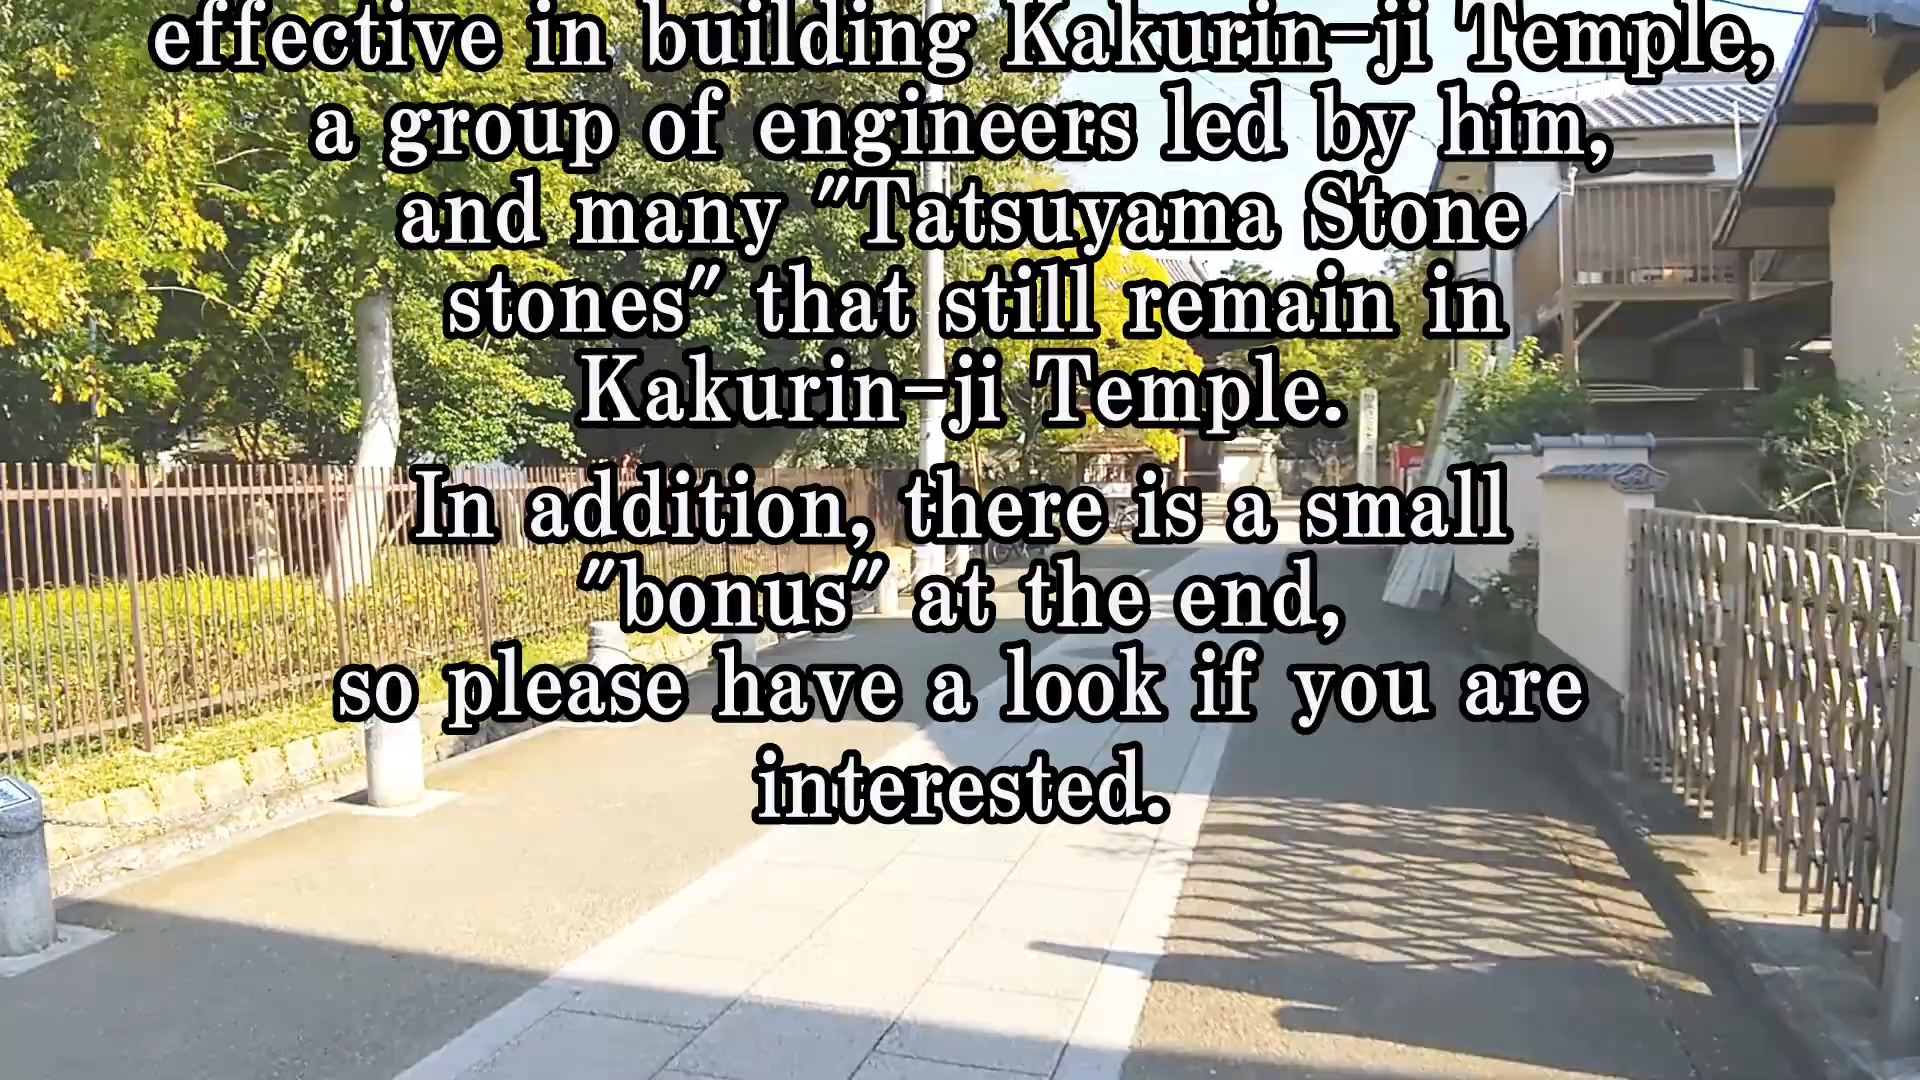 effective in building Kakurin-ji Temple,
a group of engineers led by him,
and many "Tatsuyama Stone
stones" that still remain in
Kakurin-ji Temple.
In addition, there is a small
"bonus" at the end,
so please have a look if you are
interested.